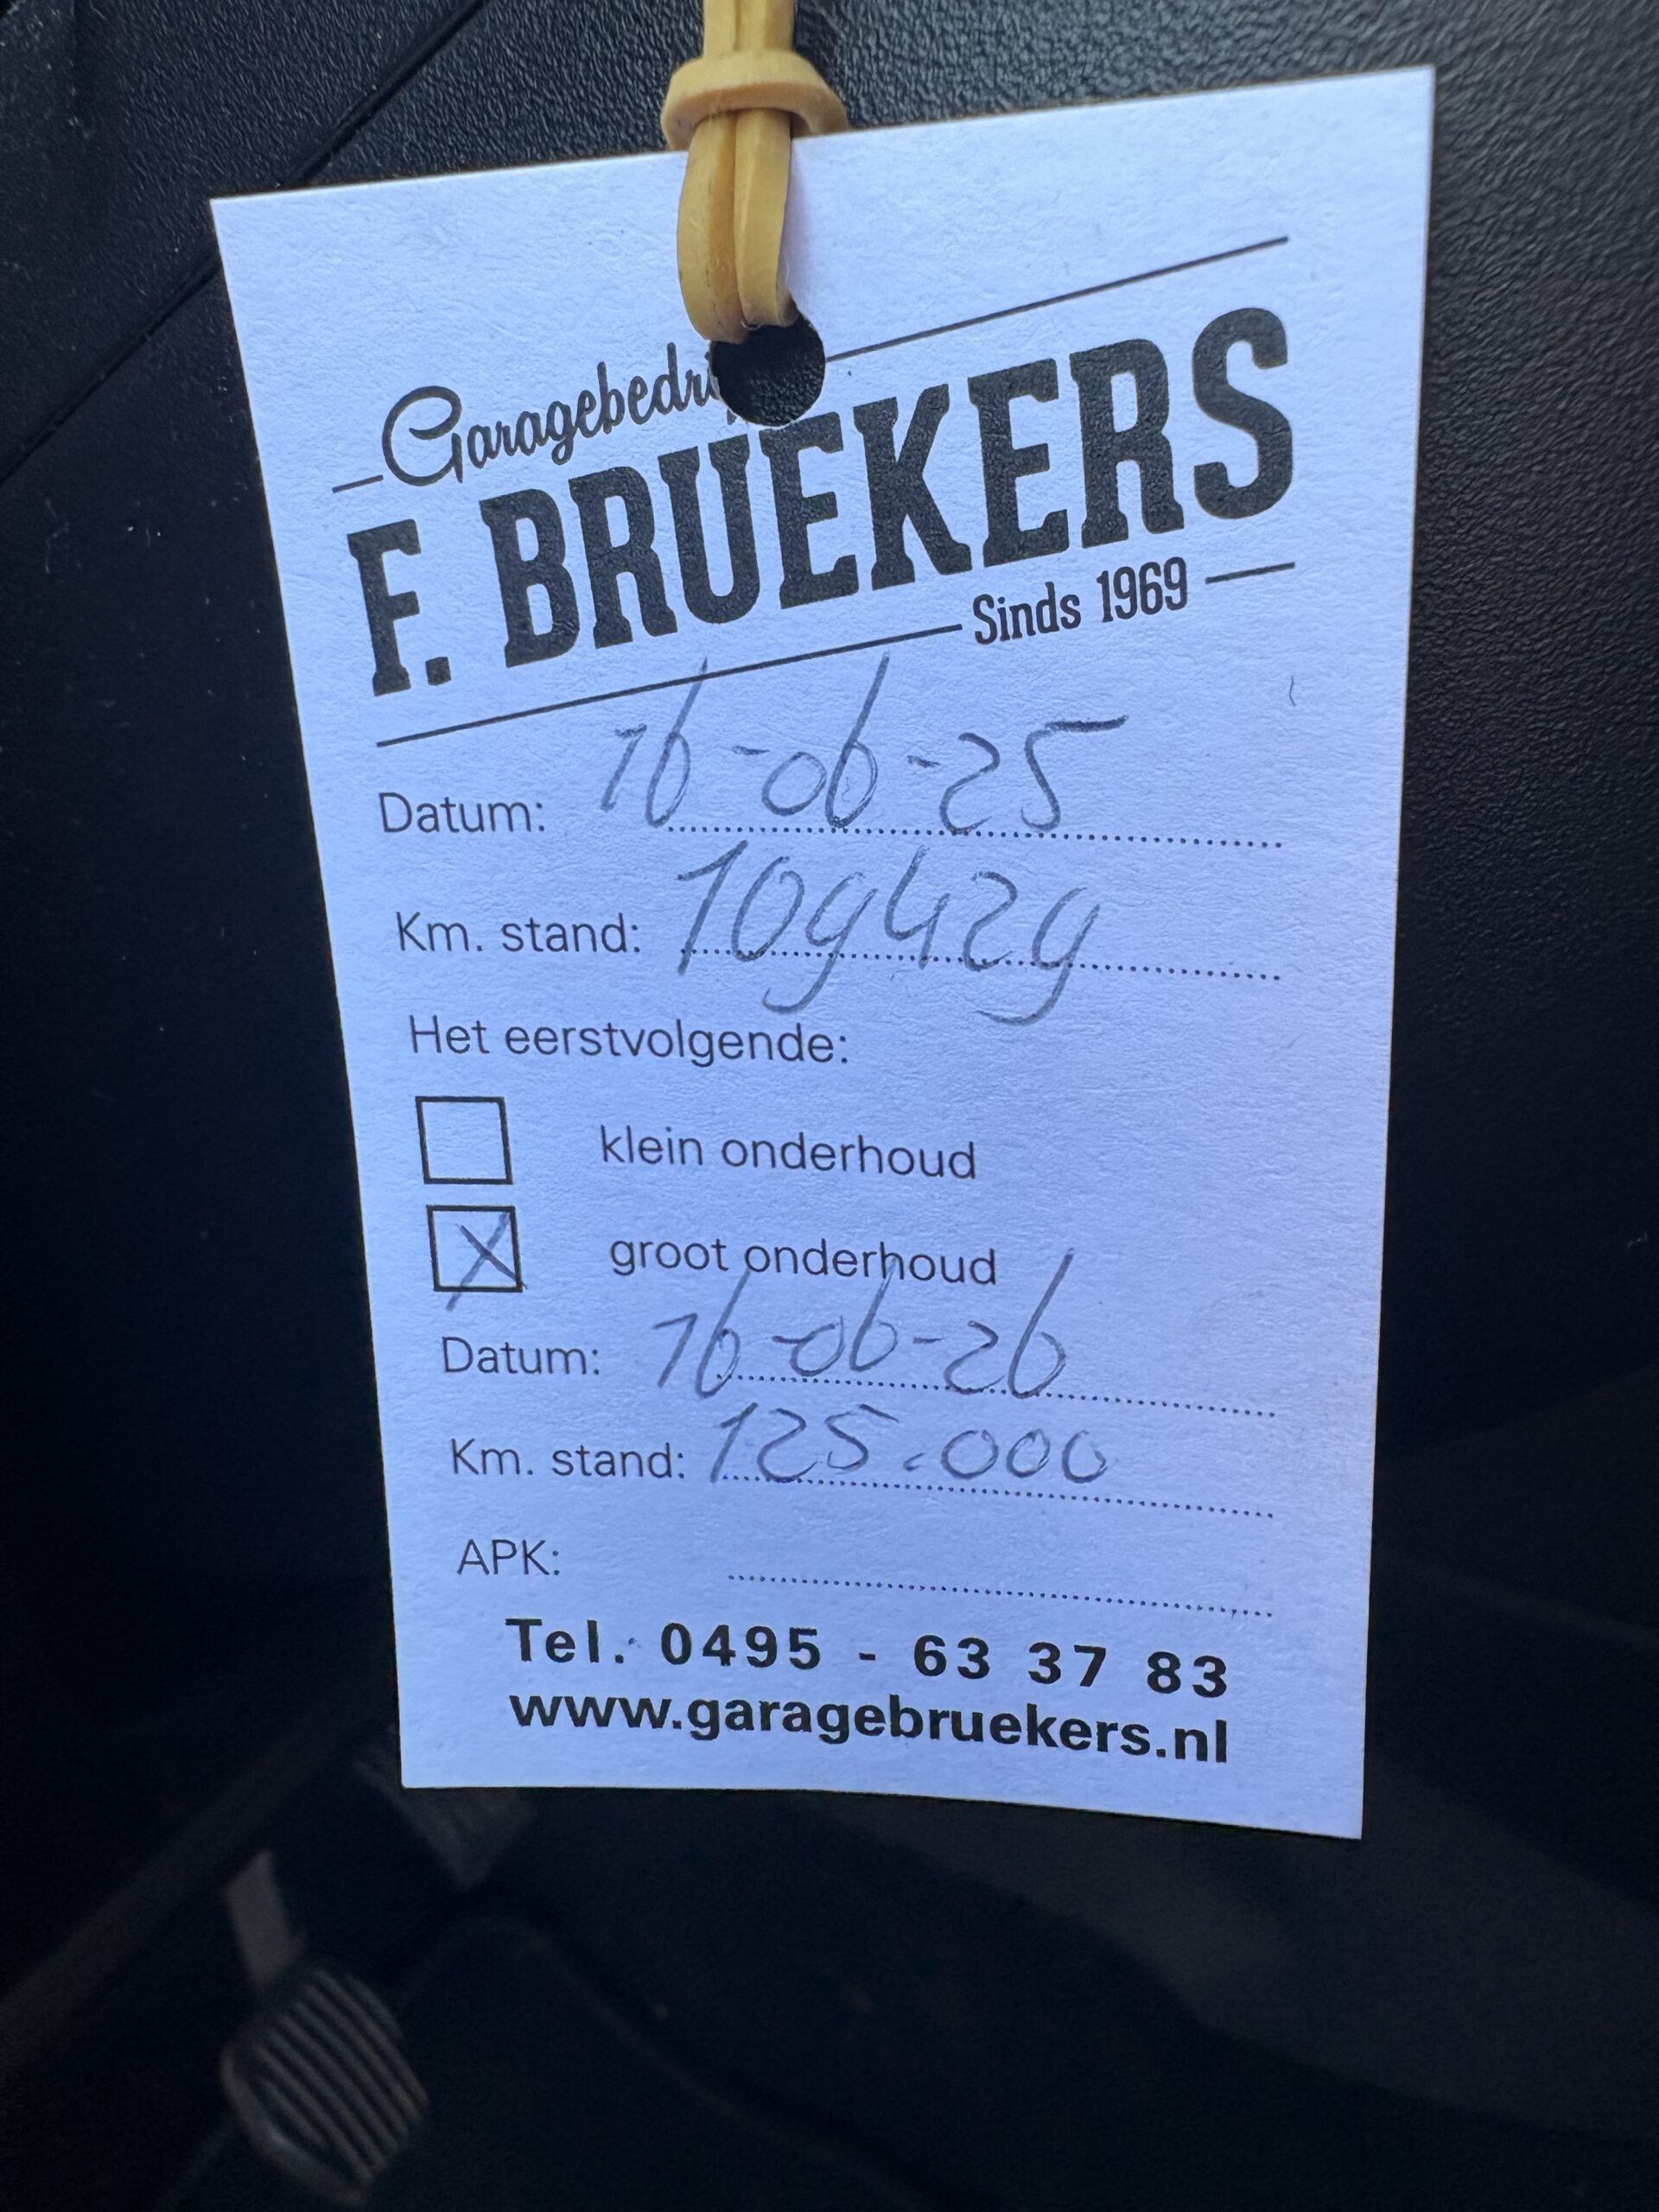 Garagebedri
F. BRUEKERS
Sinds 1969
Datum: 16-06-25
Km. stand: 109429
Het eerstvolgende:
klein onderhoud
X groot onderhoud
Datum: 16-06-26
Km. stand: 125.000
APK:
Tel. 0495 - 63 37 83
www.garagebruekers.nl